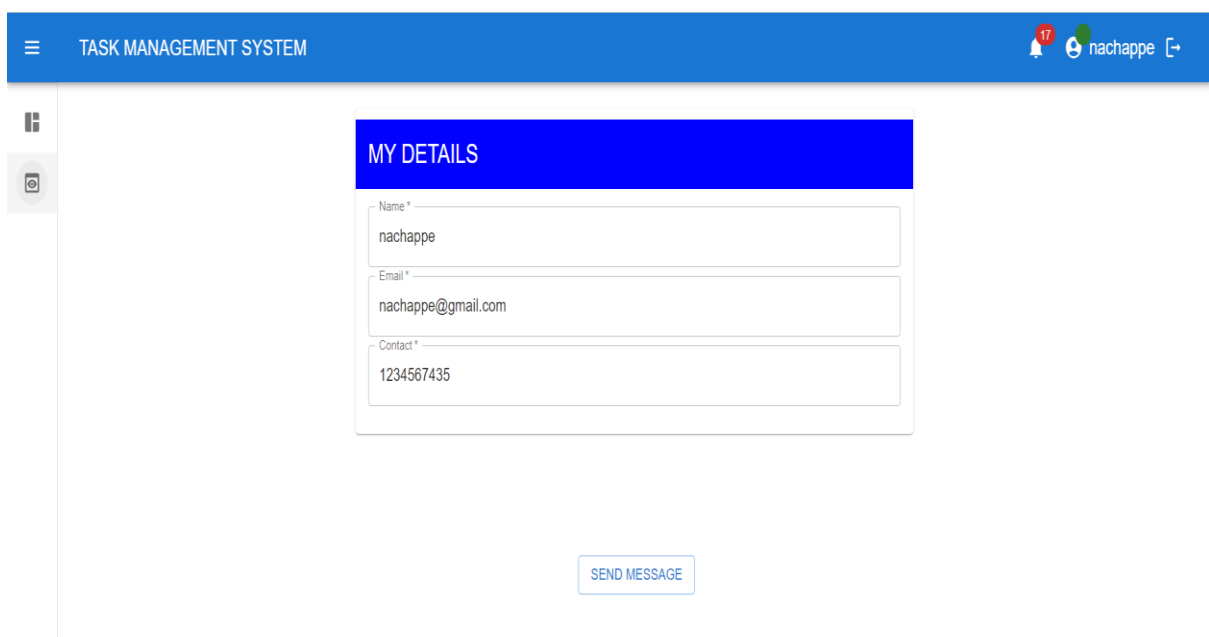 TASK MANAGEMENT SYSTEM
17
nachappe
MY DETAILS
Name *
nachappe
Email *
nachappe@gmail.com
Contact *
1234567435
SEND MESSAGE